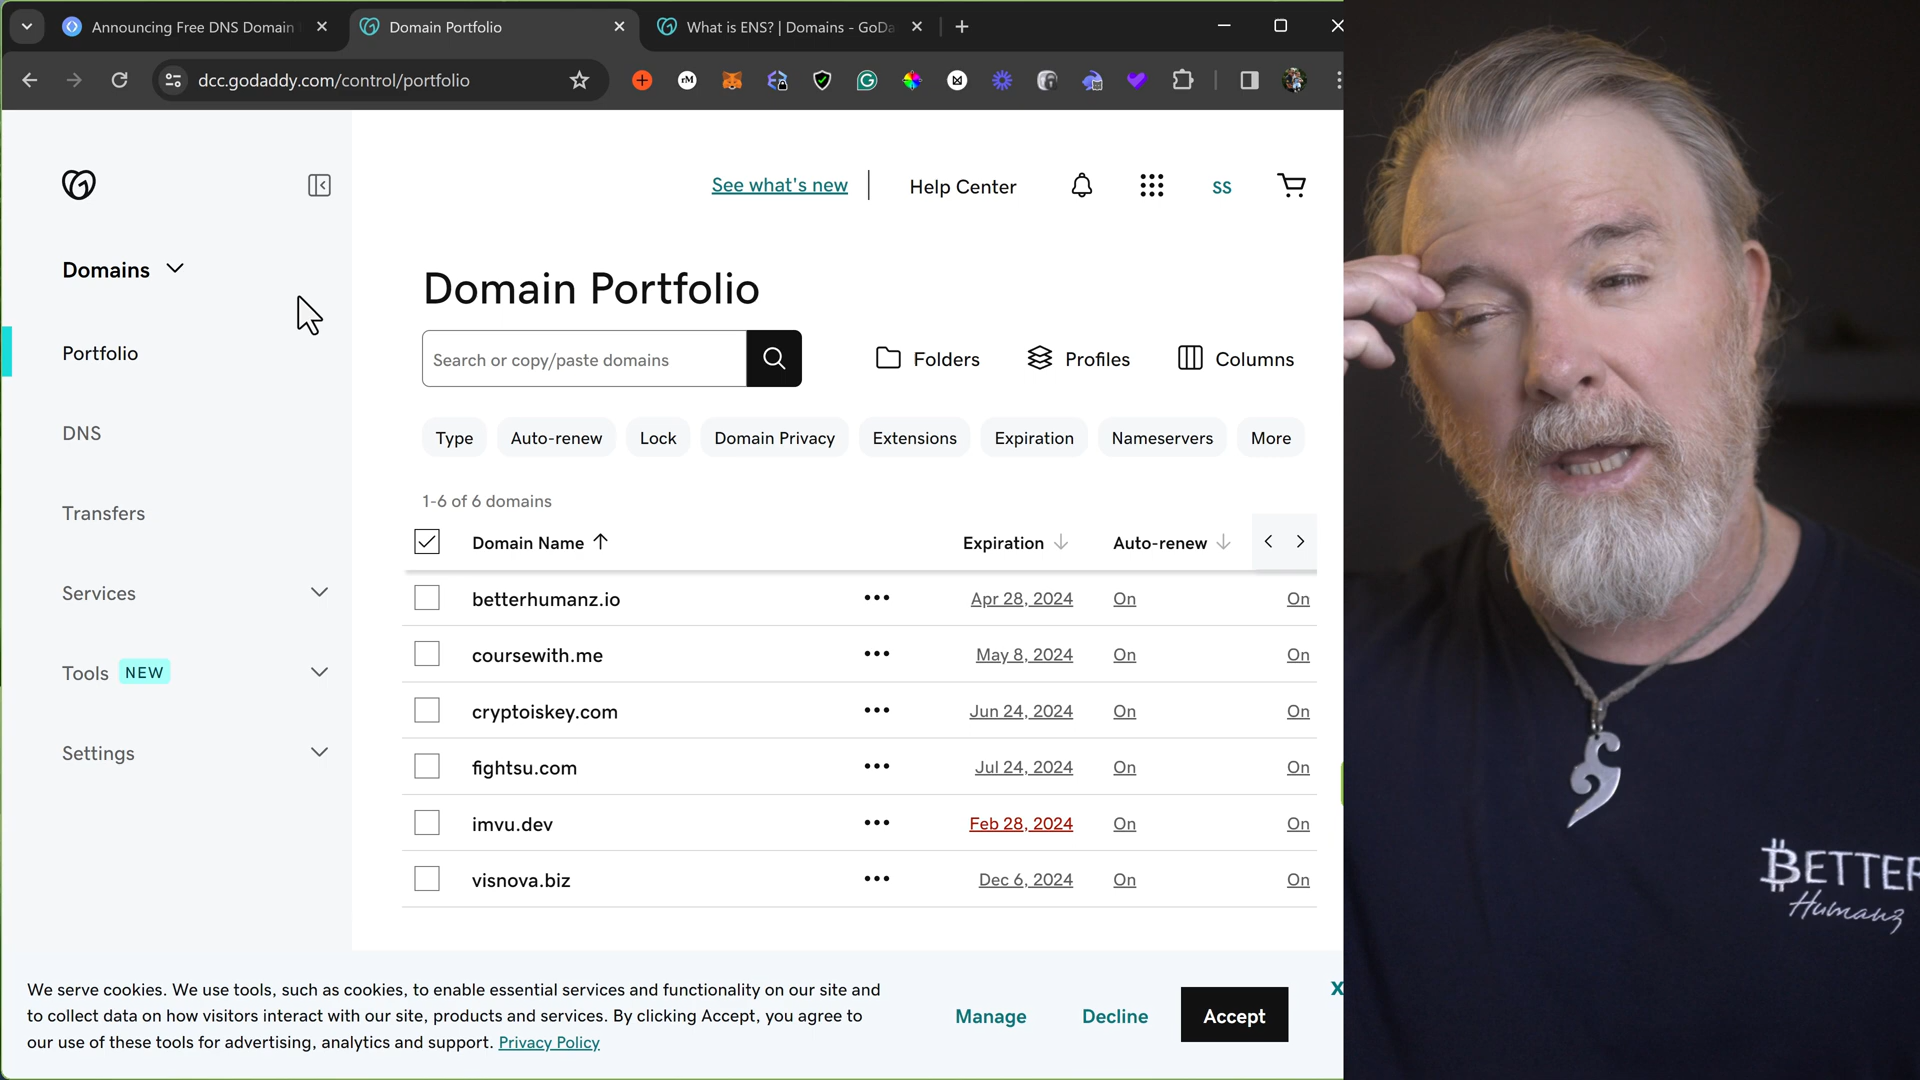 Announcing Free DNS Domain
Domain Portfolio
What is ENS? | Domains - GoDa
dcc.godaddy.com/control/portfolio
See what's new
Help Center
SS
Domains
Portfolio
DNS
Transfers
Services
Tools NEW
Settings
Domain Portfolio
Search or copy/paste domains
Folders
Profiles
Columns
Type
Auto-renew
Lock
Domain Privacy
Extensions
Expiration
Nameservers
More
1-6 of 6 domains
Domain Name
Expiration
Auto-renew
betterhumanz.io ••• Apr 28, 2024 On On
coursewith.me ••• May 8, 2024 On On
cryptoiskey.com ••• Jun 24, 2024 On On
fightsu.com ••• Jul 24, 2024 On On
imvu.dev ••• Feb 28, 2024 On On
visnova.biz ••• Dec 6, 2024 On On
We serve cookies. We use tools, such as cookies, to enable essential services and functionality on our site and
to collect data on how visitors interact with our site, products and services. By clicking Accept, you agree to
our use of these tools for advertising, analytics and support. Privacy Policy
Manage
Decline
Accept
X
₿ETTER
Humanz